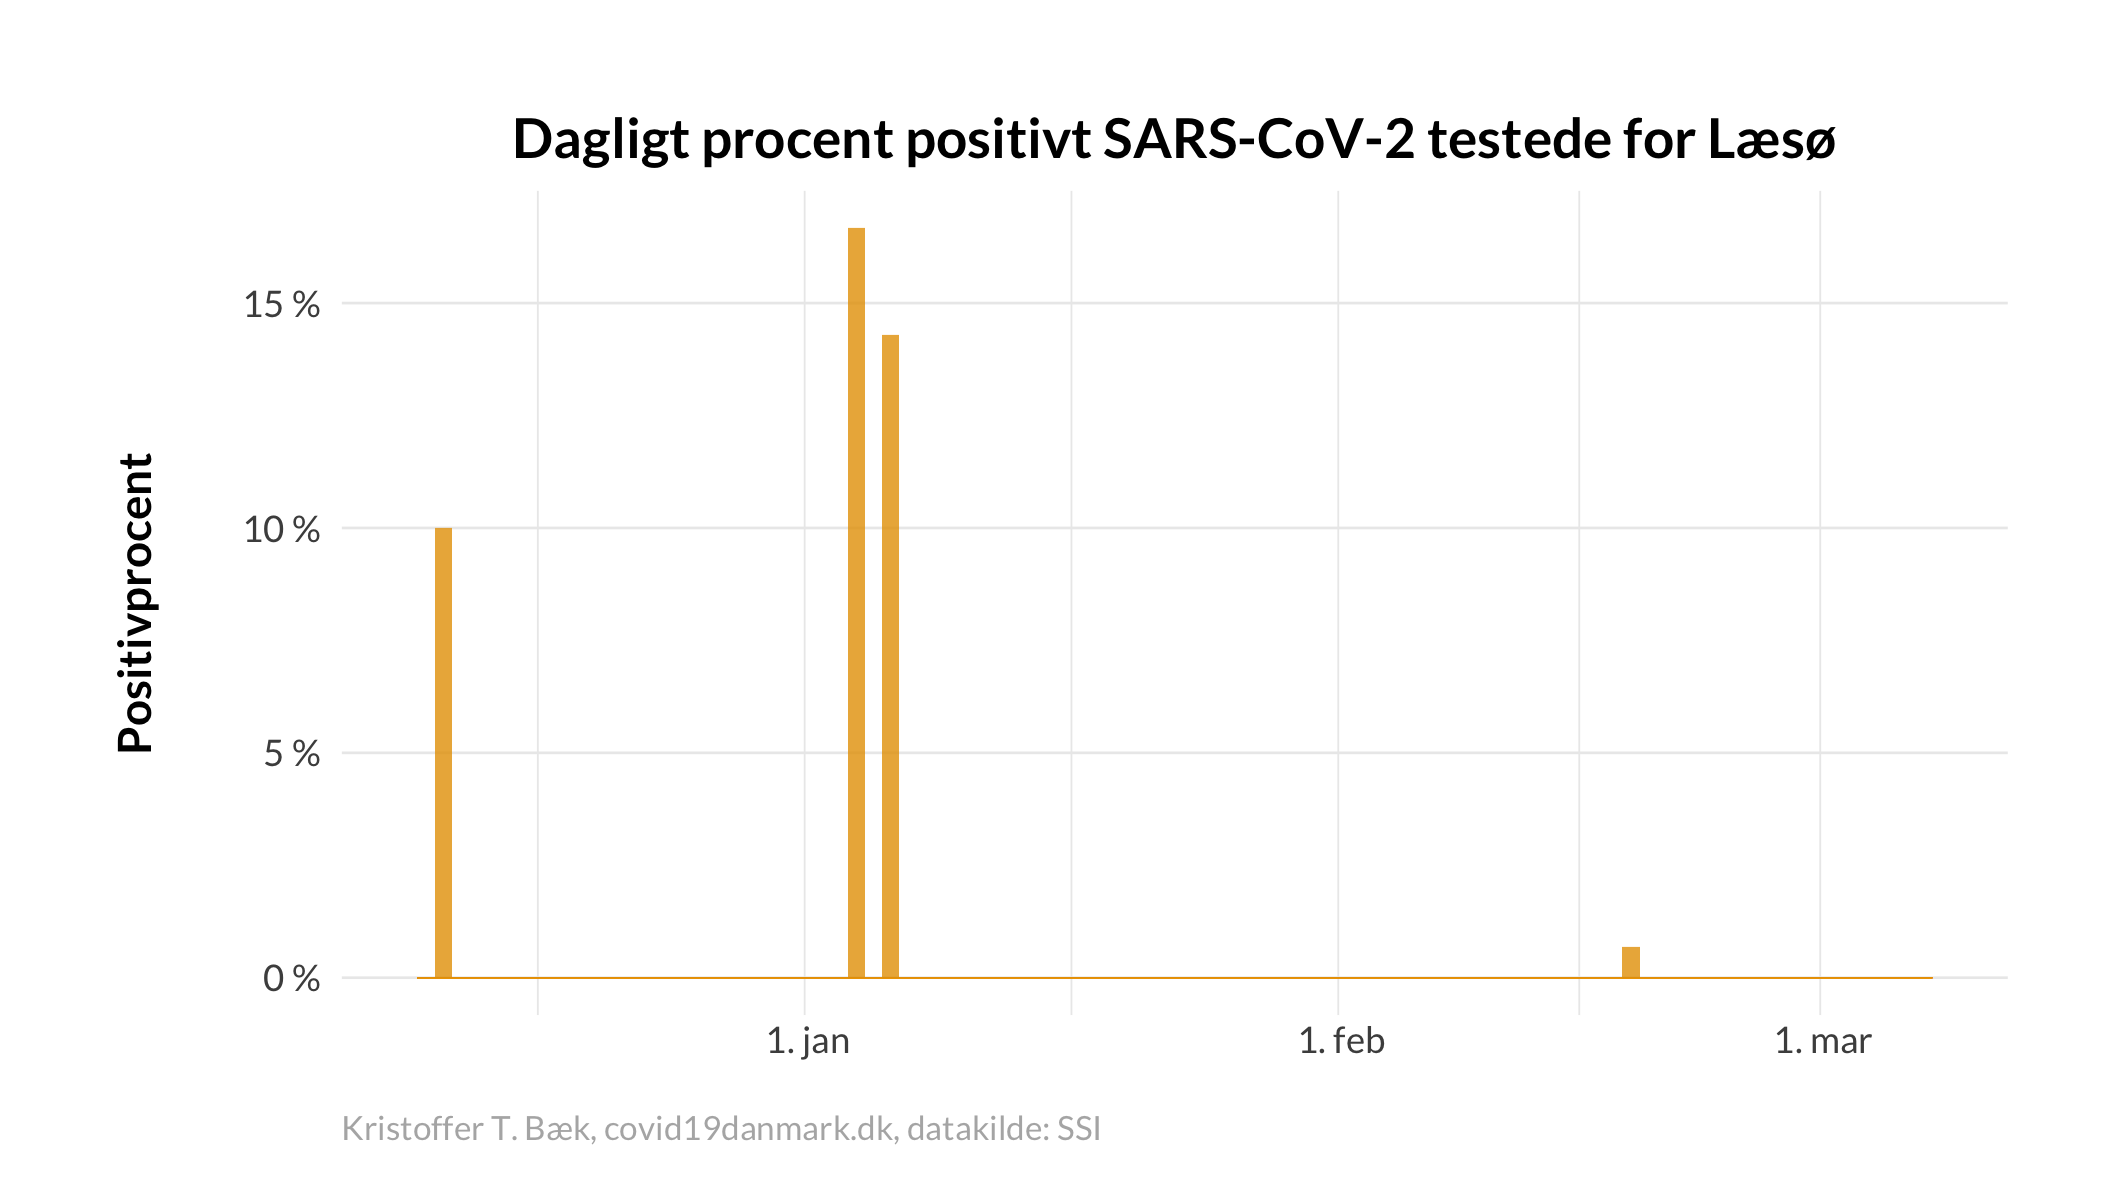 Dagligt procent positivt SARS-CoV-2 testede for Læsø
Positivprocent
15 %
10 %
5 %
0 %
1. jan
1. feb
1. mar
Kristoffer T. Bæk, covid19danmark.dk, datakilde: SSI